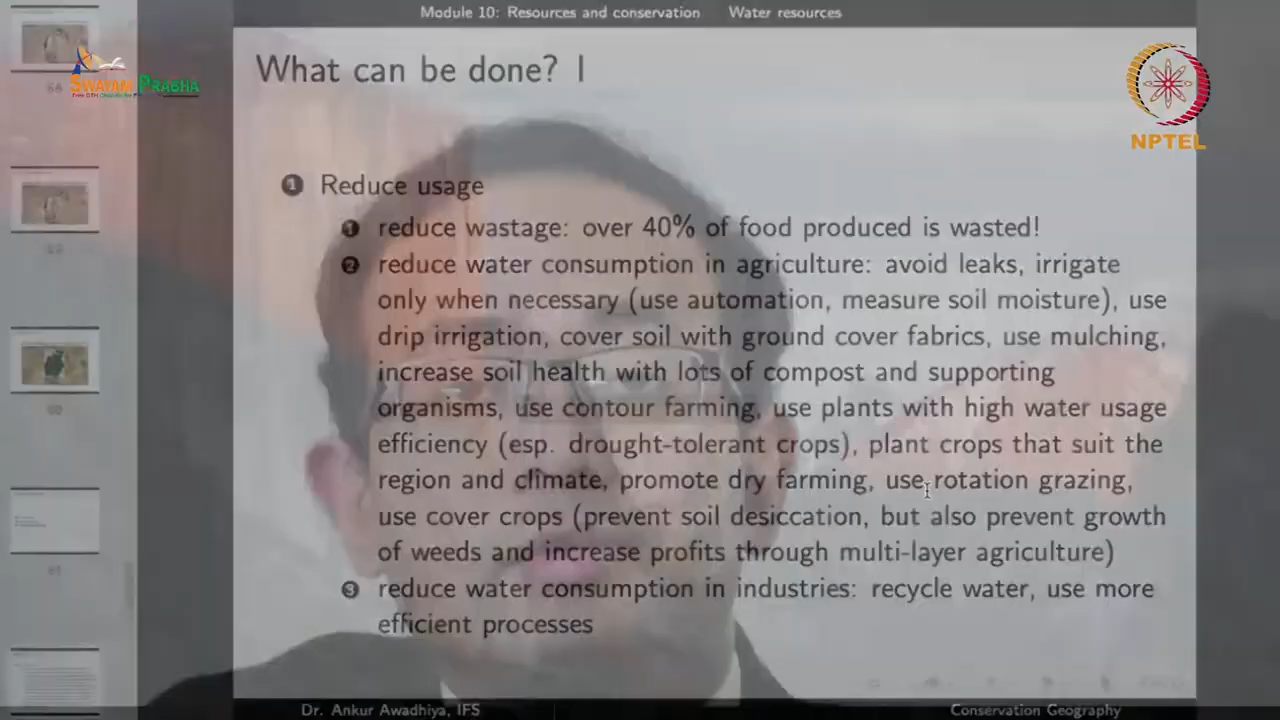 Module 10: Resources and conservation Water resources
What can be done? I
SWAYAM PRABHA
NPTEL
1 Reduce usage
1 reduce wastage: over 40% of food produced is wasted!
2 reduce water consumption in agriculture: avoid leaks, irrigate
only when necessary (use automation, measure soil moisture), use
drip irrigation, cover soil with ground cover fabrics, use mulching,
increase soil health with lots of compost and supporting
organisms, use contour farming, use plants with high water usage
efficiency (esp. drought-tolerant crops), plant crops that suit the
region and climate, promote dry farming, use rotation grazing,
use cover crops (prevent soil desiccation, but also prevent growth
of weeds and increase profits through multi-layer agriculture)
3 reduce water consumption in industries: recycle water, use more
efficient processes
Dr. Ankur Awadhiya, IFS Conservation Geography